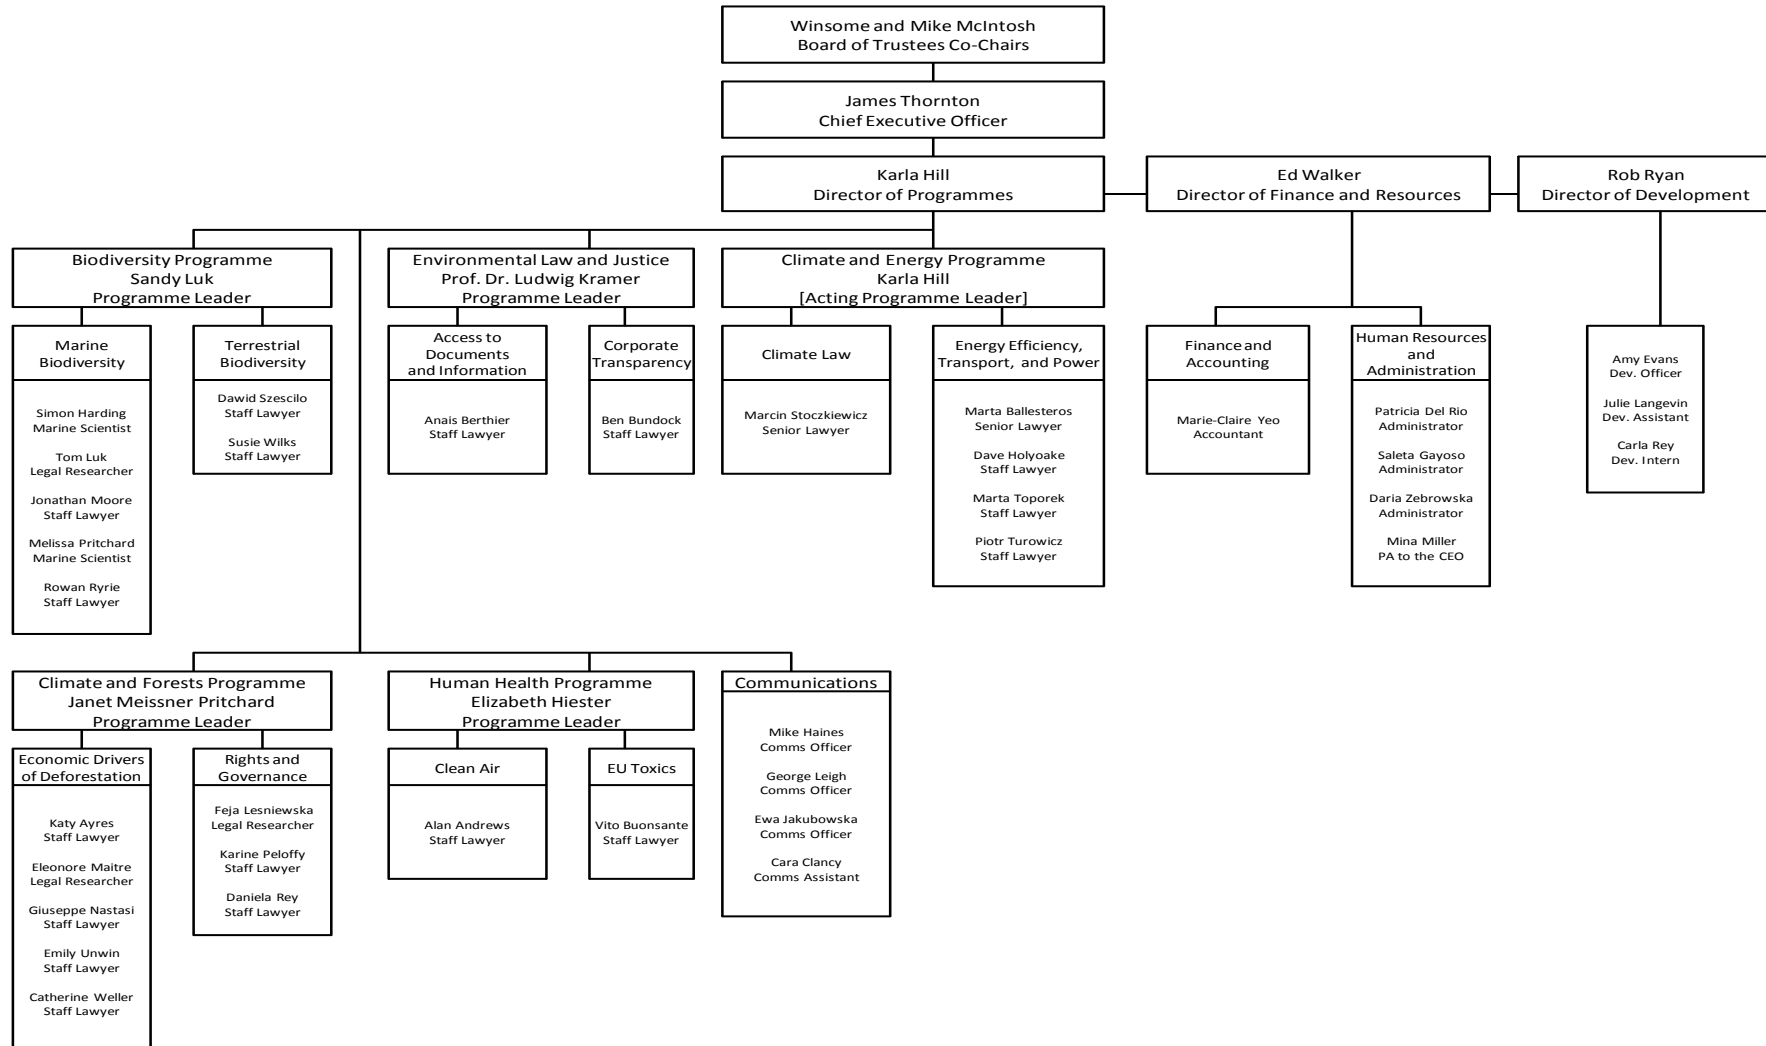 Winsome and Mike McIntosh
Board of Trustees Co-Chairs
James Thornton
Chief Executive Officer
Karla Hill
Director of Programmes
Ed Walker
Director of Finance and Resources
Rob Ryan
Director of Development
Biodiversity Programme
Sandy Luk
Programme Leader
Environmental Law and Justice
Prof. Dr. Ludwig Kramer
Programme Leader
Climate and Energy Programme
Karla Hill
[Acting Programme Leader]
Marine
Biodiversity
Simon Harding
Marine Scientist
Tom Luk
Legal Researcher
Jonathan Moore
Staff Lawyer
Melissa Pritchard
Marine Scientist
Rowan Ryrie
Staff Lawyer
Terrestrial
Biodiversity
Dawid Szescilo
Staff Lawyer
Susie Wilks
Staff Lawyer
Access to
Documents
and Information
Anais Berthier
Staff Lawyer
Corporate
Transparency
Ben Bundock
Staff Lawyer
Climate Law
Marcin Stoczkiewicz
Senior Lawyer
Energy Efficiency,
Transport, and Power
Marta Ballesteros
Senior Lawyer
Dave Holyoake
Staff Lawyer
Marta Toporek
Staff Lawyer
Piotr Turowicz
Staff Lawyer
Finance and
Accounting
Marie-Claire Yeo
Accountant
Human Resources
and
Administration
Patricia Del Rio
Administrator
Saleta Gayoso
Administrator
Daria Zebrowska
Administrator
Mina Miller
PA to the CEO
Amy Evans
Dev. Officer
Julie Langevin
Dev. Assistant
Carla Rey
Dev. Intern
Climate and Forests Programme
Janet Meissner Pritchard
Programme Leader
Human Health Programme
Elizabeth Hiester
Programme Leader
Communications
Mike Haines
Comms Officer
George Leigh
Comms Officer
Ewa Jakubowska
Comms Officer
Cara Clancy
Comms Assistant
Economic Drivers
of Deforestation
Katy Ayres
Staff Lawyer
Eleonore Maitre
Legal Researcher
Giuseppe Nastasi
Staff Lawyer
Emily Unwin
Staff Lawyer
Catherine Weller
Staff Lawyer
Rights and
Governance
Feja Lesniewska
Legal Researcher
Karine Peloffy
Staff Lawyer
Daniela Rey
Staff Lawyer
Clean Air
Alan Andrews
Staff Lawyer
EU Toxics
Vito Buonsante
Staff Lawyer